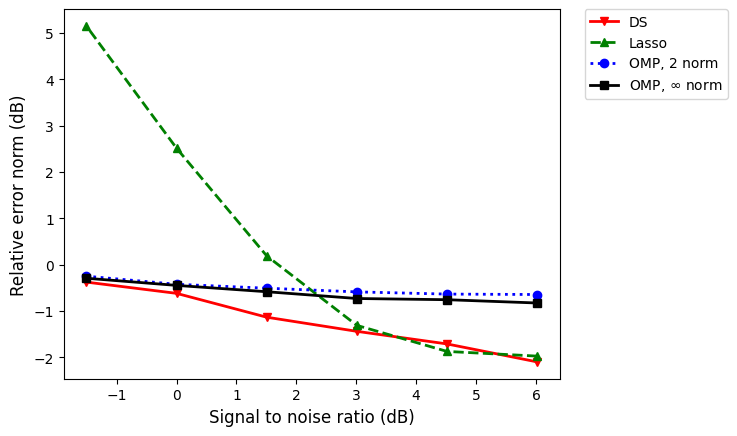 DS
Lasso
OMP, 2 norm
OMP, ∞ norm
Relative error norm (dB)
5
4
3
2
1
0
−1
−2
−1 0 1 2 3 4 5 6
Signal to noise ratio (dB)